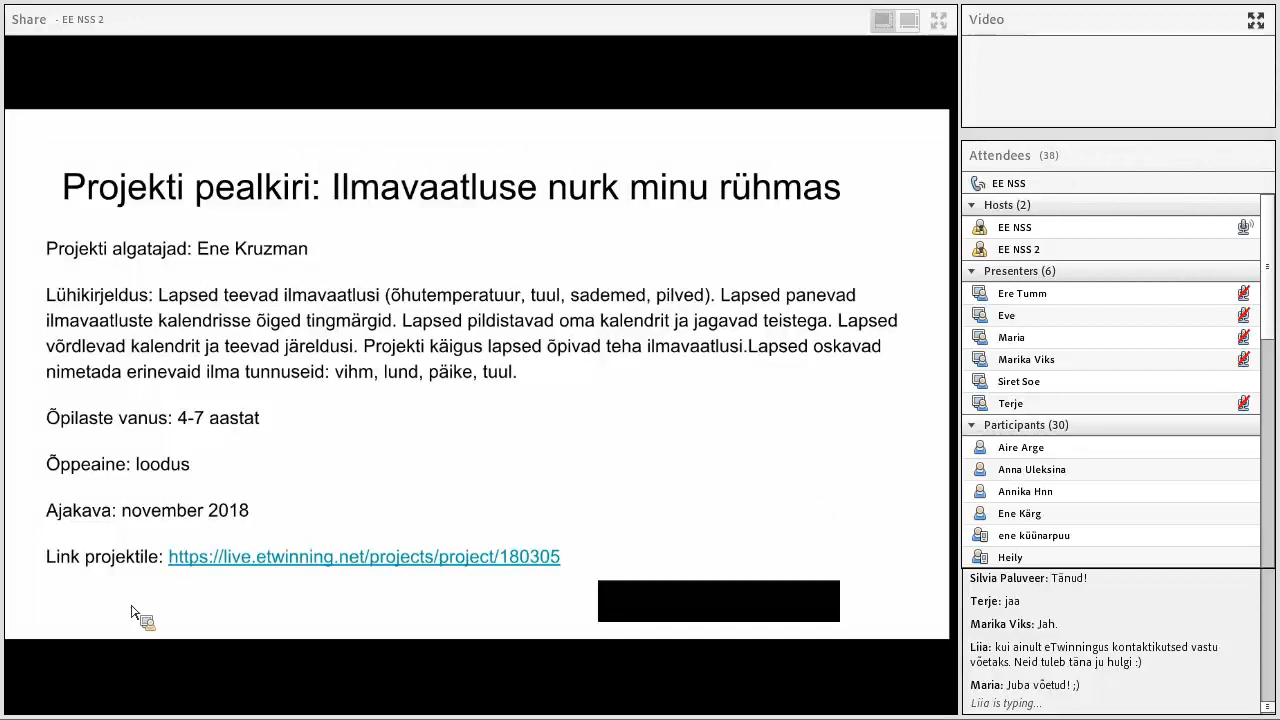 Share - EE NSS 2
Projekti pealkiri: Ilmavaatluse nurk minu rühmas
Projekti algatajad: Ene Kruzman
Lühikirjeldus: Lapsed teevad ilmavaatlusi (õhutemperatuur, tuul, sademed, pilved). Lapsed panevad
ilmavaatluste kalendrisse õiged tingmärgid. Lapsed pildistavad oma kalendrit ja jagavad teistega. Lapsed
võrdlevad kalendrit ja teevad järeldusi. Projekti käigus lapsed õpivad teha ilmavaatlusi.Lapsed oskavad
nimetada erinevaid ilma tunnuseid: vihm, lund, päike, tuul.
Õpilaste vanus: 4-7 aastat
Õppeaine: loodus
Ajakava: november 2018
Link projektile: https://live.etwinning.net/projects/project/180305
Video
Attendees (38)
EE NSS
Hosts (2)
EE NSS
EE NSS 2
Presenters (6)
Ere Tumm
Eve
Maria
Marika Viks
Siret Soe
Terje
Participants (30)
Aire Arge
Anna Uleksina
Annika Hnn
Ene Kärg
ene küünarpuu
Heily
Silvia Paluveer: Tänud!
Terje: jaa
Marika Viks: Jah.
Liia: kui ainult eTwinningus kontaktikutsed vastu
võetaks. Neid tuleb täna ju hulgi :)
Maria: Juba võetud! ;)
Liia is typing...